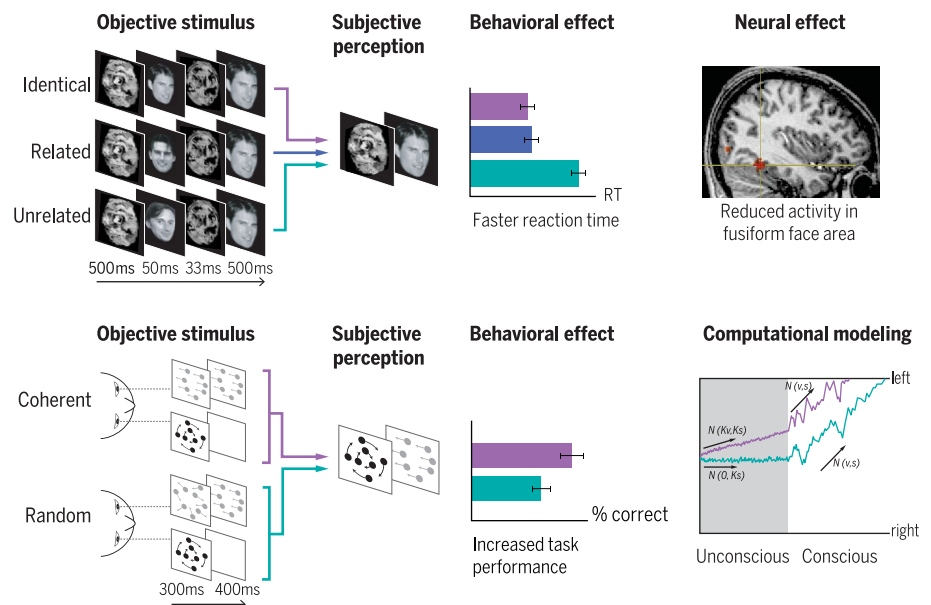 Objective stimulus
Subjective
perception
Behavioral effect
Neural effect
Identical
Related
Unrelated
500ms 50ms 33ms 500ms
RT
Faster reaction time
Reduced activity in
fusiform face area
Objective stimulus
Subjective
perception
Behavioral effect
Computational modeling
Coherent
Random
300ms 400ms
% correct
Increased task
performance
left
N (v,s)
N (Kv,Ks)
N (0, Ks)
N (v,s)
right
Unconscious Conscious